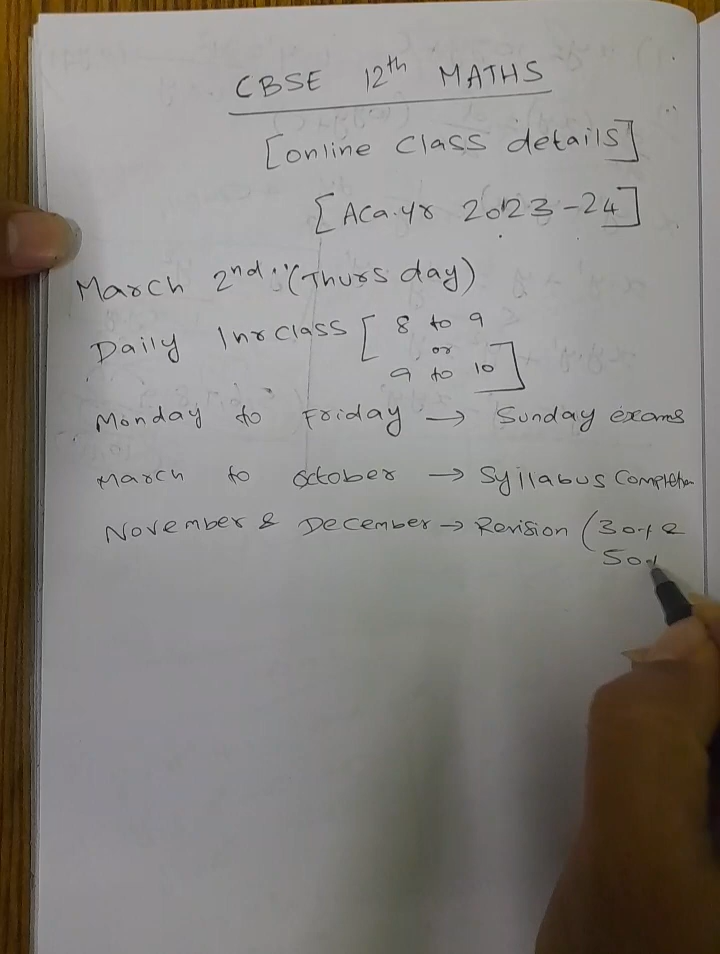 CBSE 12th MATHS
[online class details]
[Aca.yr 2023-24]
March 2nd. (Thursday)
Daily 1hr class [ 8 to 9
or
9 to 10]
Monday to Friday → Sunday exams
March to october → Syllabus Completion
November & December → Revision (30% &
50%